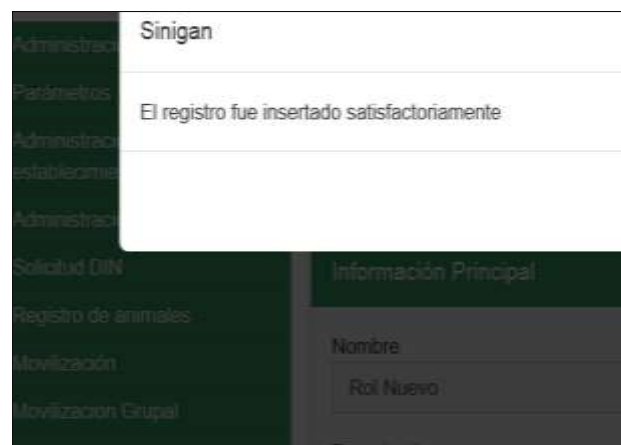 Sinigan
El registro fue insertado satisfactoriamente
Parámetros
Solicitud DIN
Registro de animales
Movilización
Movilizacion Grupal
Información Principal
Nombre
Rol Nuevo